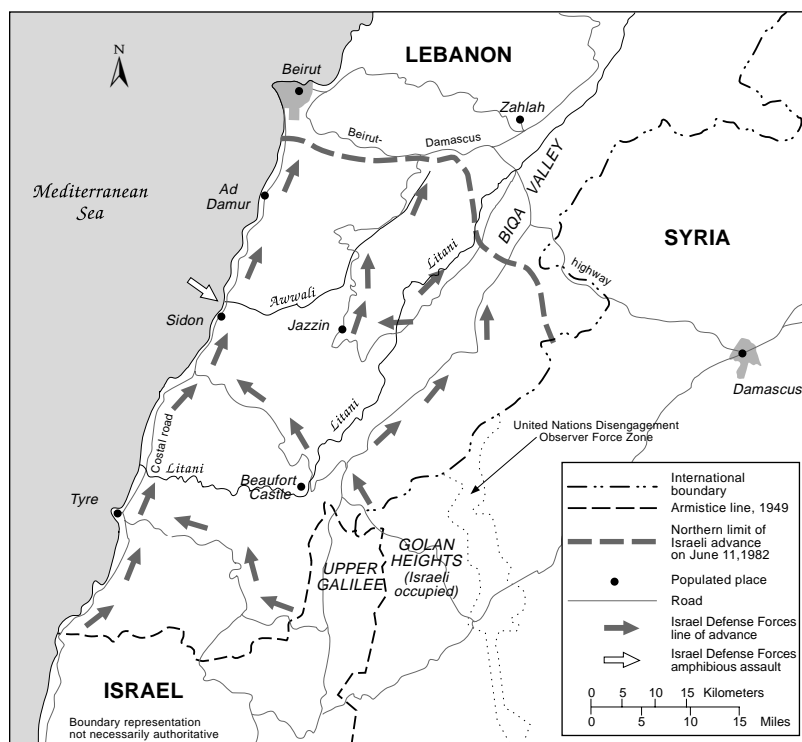 N
LEBANON
Beirut
Zahlah
Beirut-
Damascus
Mediterranean
Sea
Ad
Damur
BIQA
VALLEY
SYRIA
Litani
highway
Awwali
Sidon
Jazzin
Damascus
Litani
United Nations Disengagement
Observer Force Zone
Costal road
Litani
Beaufort
Castle
Tyre
GOLAN
HEIGHTS
(Israeli
occupied)
UPPER
GALILEE
ISRAEL
Boundary representation
not necessarily authoritative
International
boundary
Armistice line, 1949
Northern limit of
Israeli advance
on June 11,1982
Populated place
Road
Israel Defense Forces
line of advance
Israel Defense Forces
amphibious assault
0 5 10 15 Kilometers
0 5 10 15 Miles